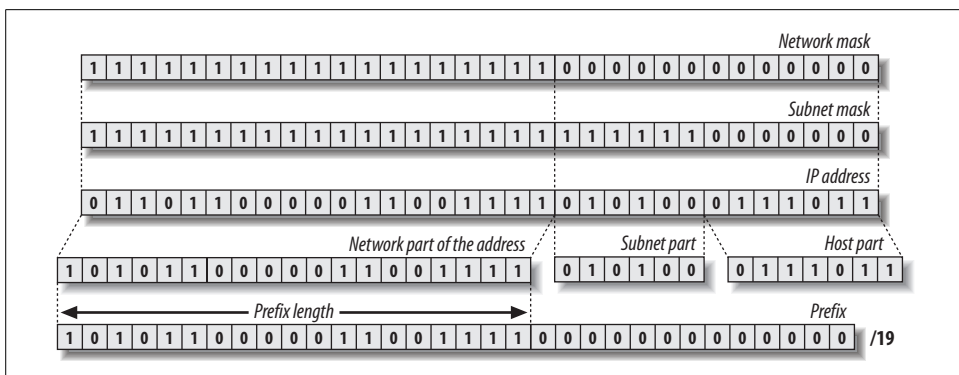 Network mask
1 1 1 1 1 1 1 1 1 1 1 1 1 1 1 1 1 1 1 0 0 0 0 0 0 0 0 0 0 0 0 0
Subnet mask
1 1 1 1 1 1 1 1 1 1 1 1 1 1 1 1 1 1 1 1 1 1 1 1 1 0 0 0 0 0 0 0
IP address
0 1 1 0 1 1 0 0 0 0 0 1 1 0 0 1 1 1 1 0 1 0 1 0 0 0 1 1 1 0 1 1
Network part of the address Subnet part Host part
1 0 1 0 1 1 0 0 0 0 0 1 1 0 0 1 1 1 1 0 1 0 1 0 0 0 1 1 1 0 1 1
Prefix length Prefix
1 0 1 0 1 1 0 0 0 0 0 1 1 0 0 1 1 1 1 0 0 0 0 0 0 0 0 0 0 0 0 0 /19